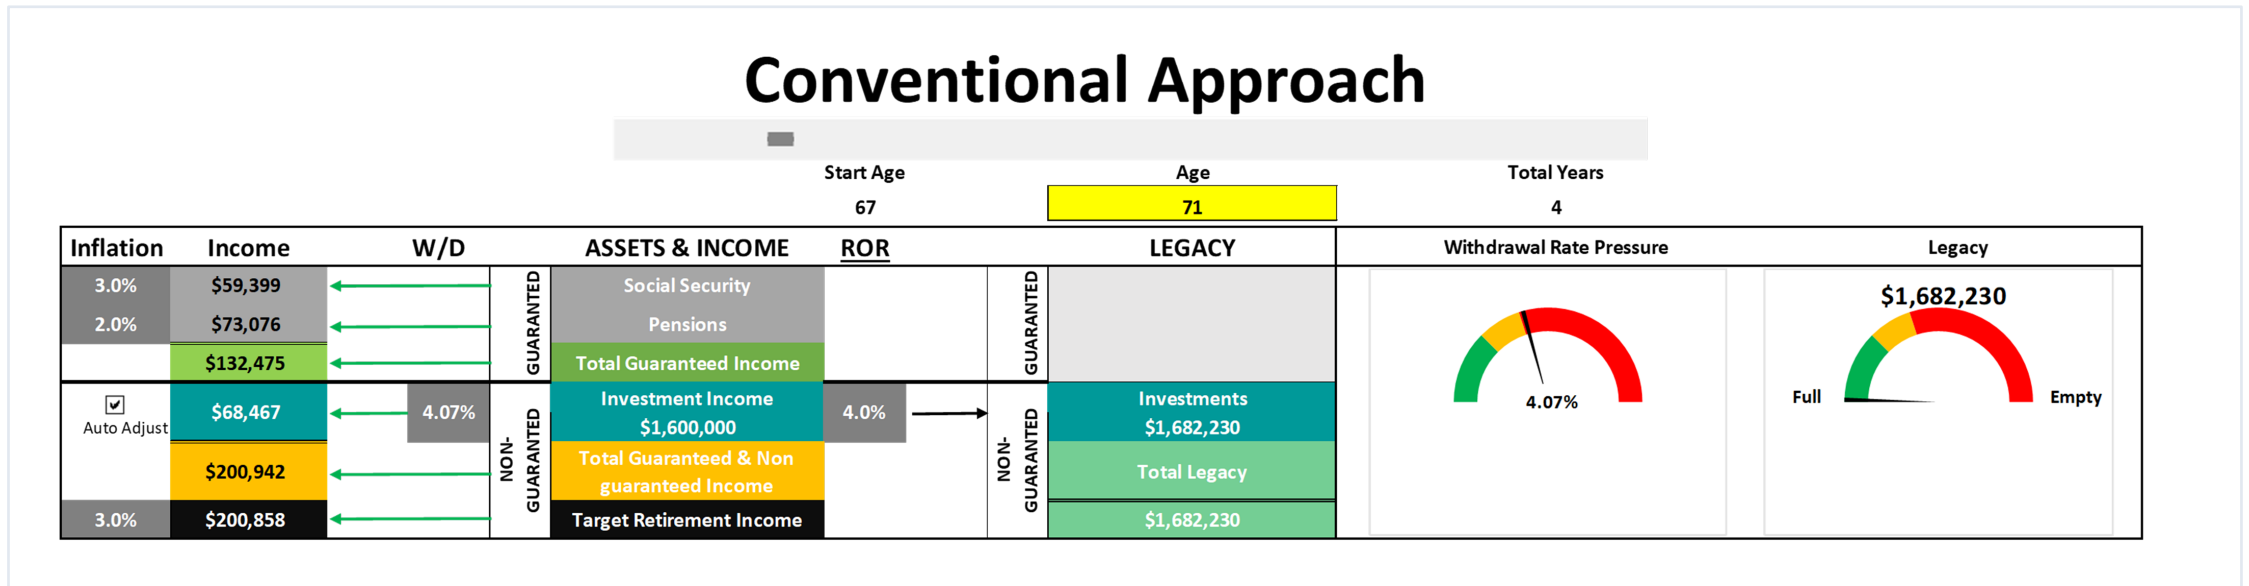 Conventional Approach
Start Age Age Total Years
67 71 4
Inflation Income W/D ASSETS & INCOME ROR LEGACY Withdrawal Rate Pressure Legacy
3.0% $59,399 GUARANTEED Social Security GUARANTEED
$1,682,230
2.0% $73,076 Pensions
$132,475 Total Guaranteed Income
Auto Adjust $68,467 4.07% NON-GUARANTEED Investment Income 4.0% NON-GUARANTEED Investments 4.07% Full Empty
$1,600,000 $1,682,230
$200,942 Total Guaranteed & Non Total Legacy
guaranteed Income
3.0% $200,858 Target Retirement Income $1,682,230